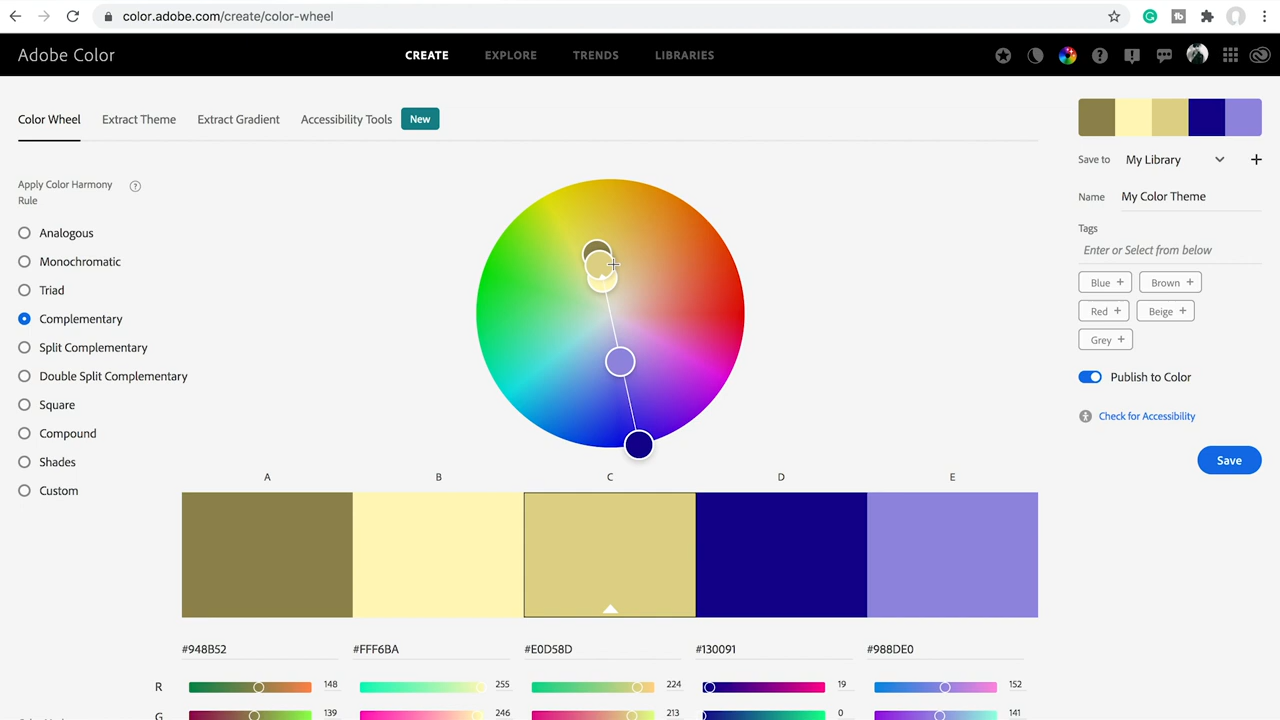 color.adobe.com/create/color-wheel
Adobe Color
CREATE EXPLORE TRENDS LIBRARIES
Color Wheel Extract Theme Extract Gradient Accessibility Tools New
Save to My Library
Apply Color Harmony
Rule
Name My Color Theme
Tags
Enter or Select from below
Analogous
Monochromatic
Triad
Complementary
Split Complementary
Double Split Complementary
Square
Compound
Shades
Custom
Blue + Brown +
Red + Beige +
Grey +
Publish to Color
Check for Accessibility
Save
A B C D E
#948B52 #FFF6BA #E0D58D #130091 #988DE0
R 148 255 224 19 152
G 139 246 213 0 141